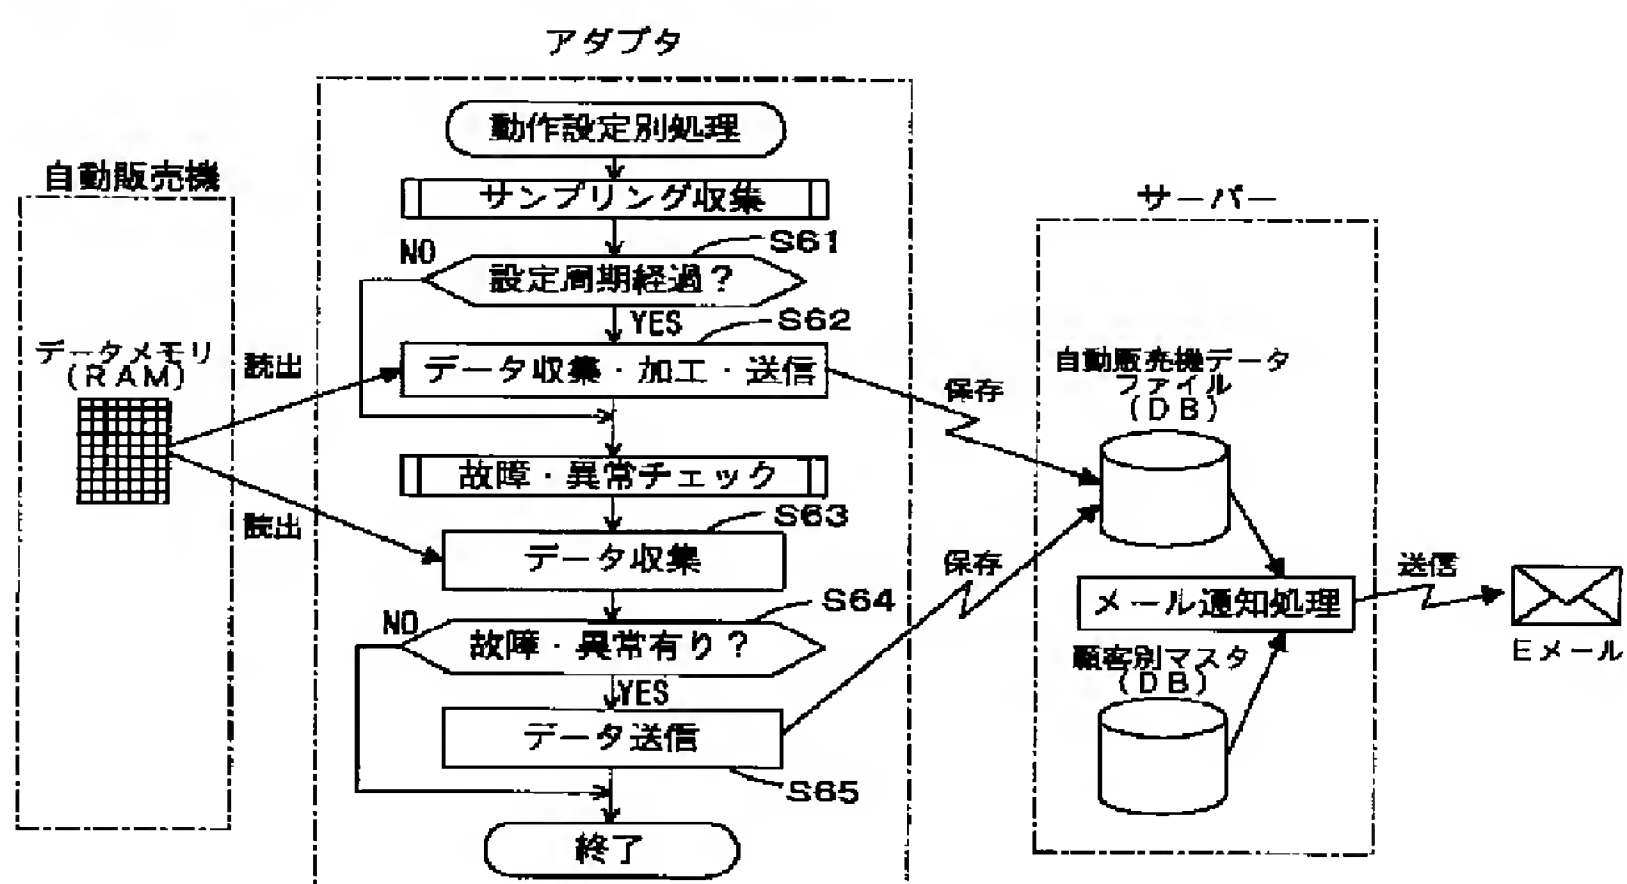 アダプタ
動作設定別処理
自動販売機
サンプリング収集
サーバー
S61
NO
設定周期経過?
YES
S62
データメモリ
(RAM)
読出
データ収集・加工・送信
保存
自動販売機データ
ファイル
(DB)
故障・異常チェック
S63
読出
データ収集
保存
送信
S64
メール通知処理
NO
故障・異常有り?
顧客別マスタ
(DB)
Eメール
YES
データ送信
S65
終了